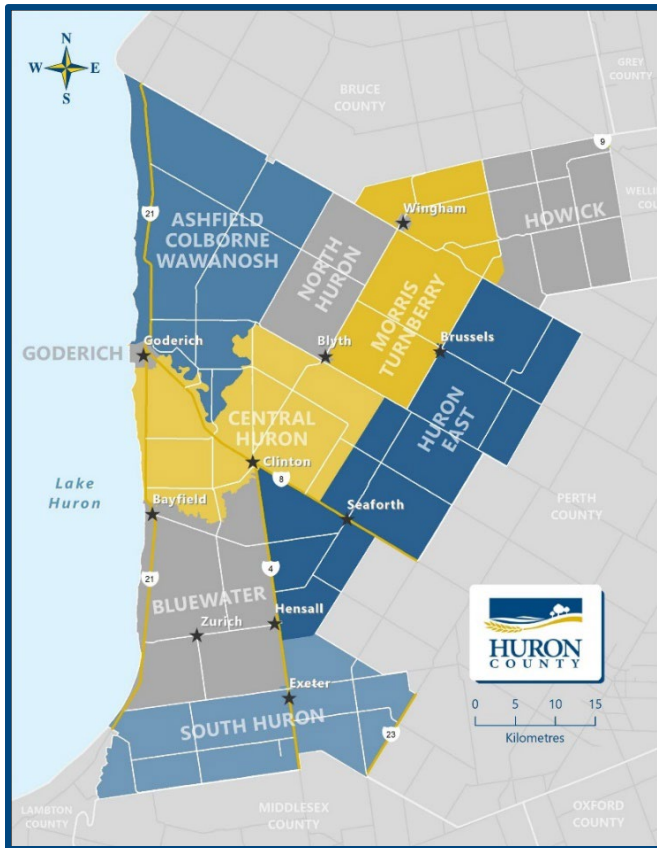 N
W E
S
BRUCE
COUNTY
GREY
COUNTY
9
WELLI
COU
Wingham
HOWICK
21
ASHFIELD
COLBORNE
WAWANOSH
NORTH
HURON
MORRIS
TURNBERRY
Goderich
GODERICH
Blyth
Brussels
CENTRAL
HURON
HURON
EAST
Clinton
8
Lake
Huron
Bayfield
Seaforth
PERTH
COUNTY
21
4
BLUEWATER
Hensall
Zurich
HURON
COUNTY
Exeter
SOUTH HURON
23
0 5 10 15
Kilometres
LAMBTON
COUNTY
MIDDLESEX
COUNTY
OXFORD
COUNTY